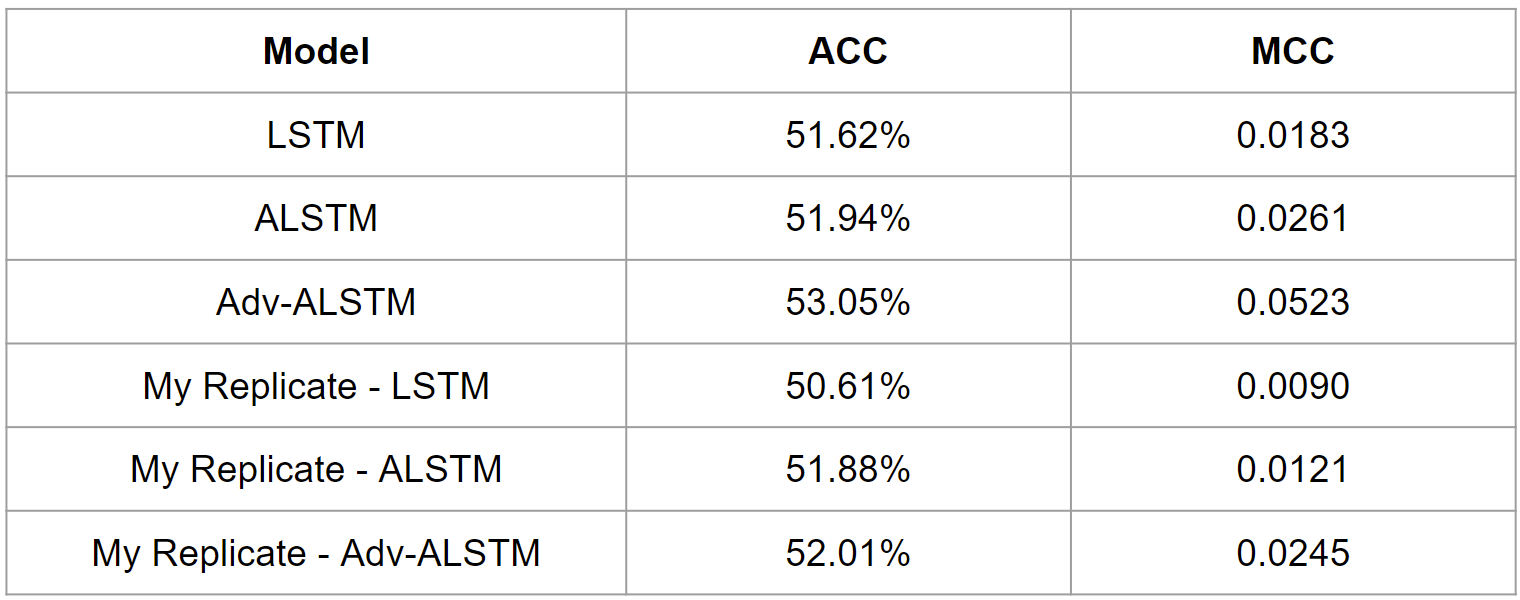 Model ACC MCC
LSTM 51.62% 0.0183
ALSTM 51.94% 0.0261
Adv-ALSTM 53.05% 0.0523
My Replicate - LSTM 50.61% 0.0090
My Replicate - ALSTM 51.88% 0.0121
My Replicate - Adv-ALSTM 52.01% 0.0245